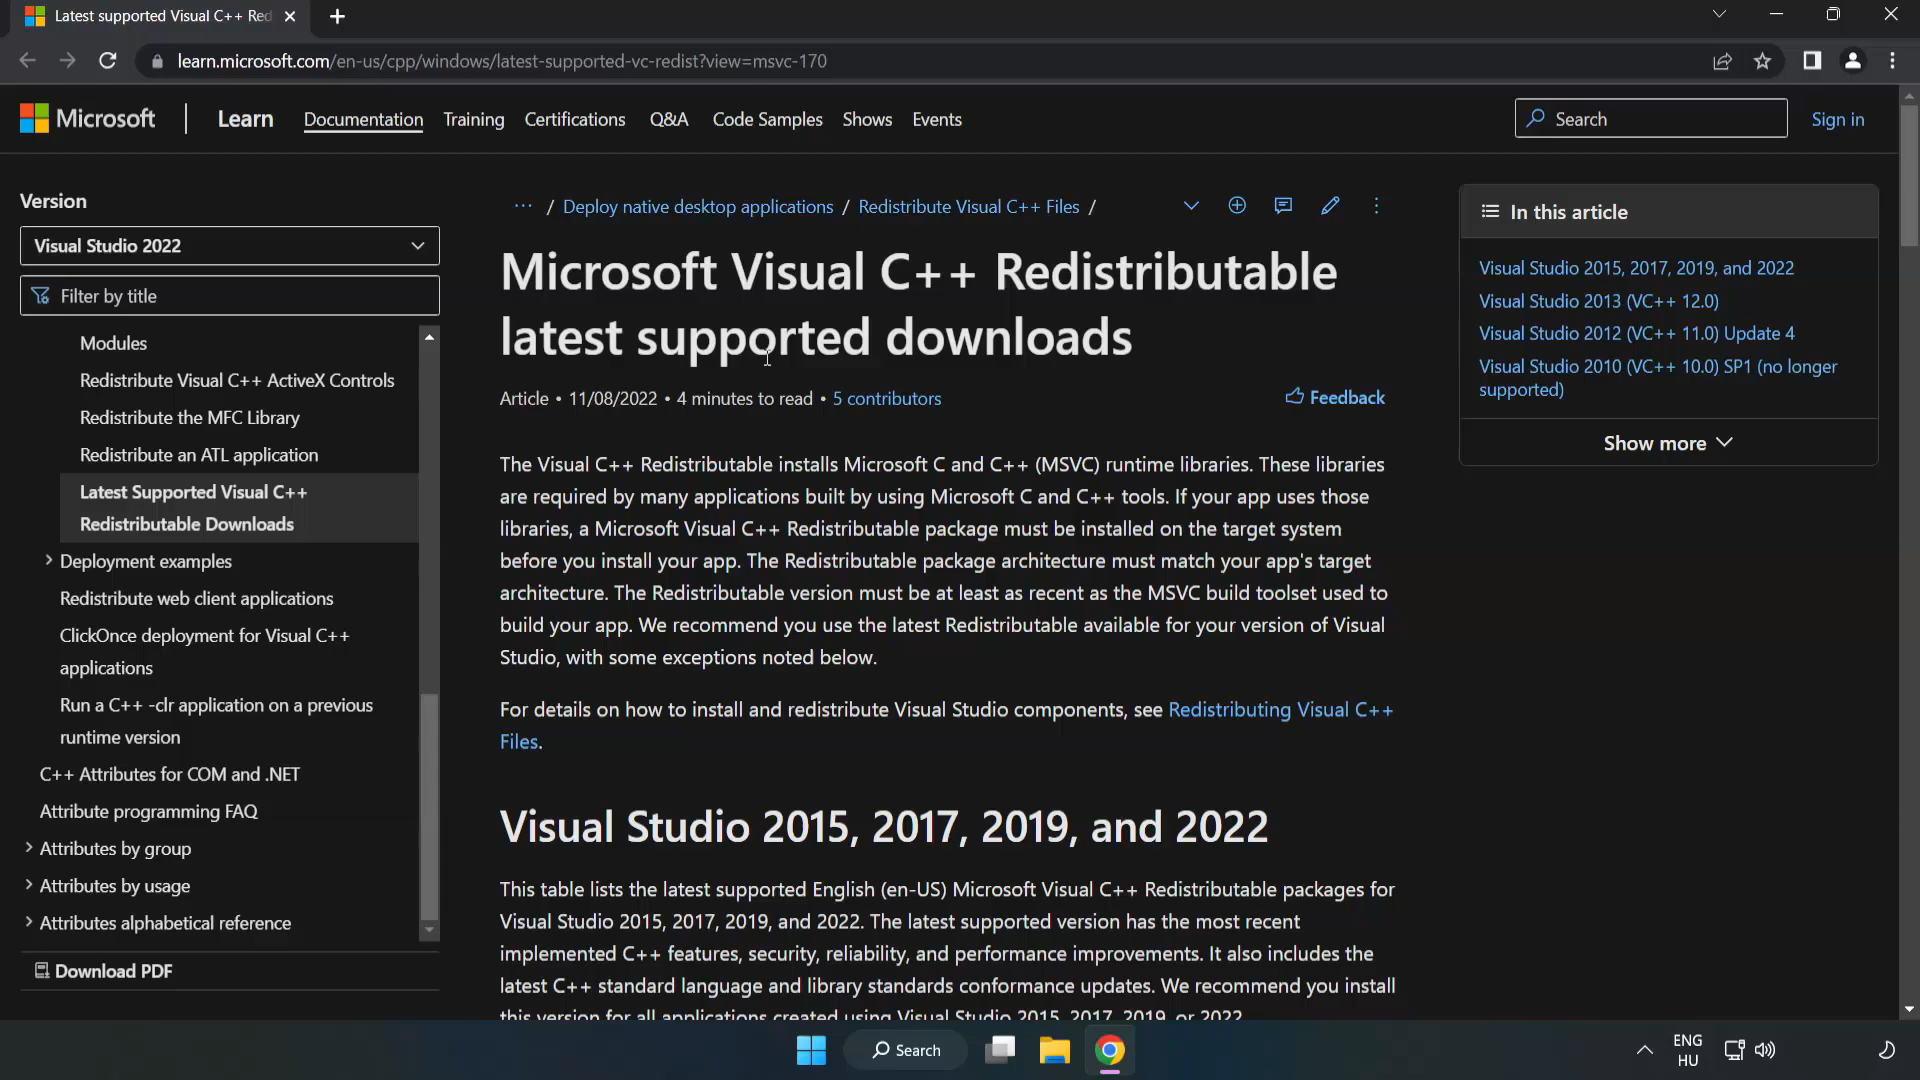 Latest supported Visual C++ Red
learn.microsoft.com/en-us/cpp/windows/latest-supported-vc-redist?view=msvc-170
Microsoft
Learn
Documentation
Training
Certifications
Q&A
Code Samples
Shows
Events
Search
Sign in
Version
Visual Studio 2022
Filter by title
Modules
Redistribute Visual C++ ActiveX Controls
Redistribute the MFC Library
Redistribute an ATL application
Latest Supported Visual C++
Redistributable Downloads
Deployment examples
Redistribute web client applications
ClickOnce deployment for Visual C++
applications
Run a C++ -clr application on a previous
runtime version
C++ Attributes for COM and .NET
Attribute programming FAQ
Attributes by group
Attributes by usage
Attributes alphabetical reference
Download PDF
··· / Deploy native desktop applications / Redistribute Visual C++ Files /
Microsoft Visual C++ Redistributable
latest supported downloads
Article • 11/08/2022 • 4 minutes to read • 5 contributors
Feedback
The Visual C++ Redistributable installs Microsoft C and C++ (MSVC) runtime libraries. These libraries
are required by many applications built by using Microsoft C and C++ tools. If your app uses those
libraries, a Microsoft Visual C++ Redistributable package must be installed on the target system
before you install your app. The Redistributable package architecture must match your app's target
architecture. The Redistributable version must be at least as recent as the MSVC build toolset used to
build your app. We recommend you use the latest Redistributable available for your version of Visual
Studio, with some exceptions noted below.
For details on how to install and redistribute Visual Studio components, see Redistributing Visual C++
Files.
Visual Studio 2015, 2017, 2019, and 2022
This table lists the latest supported English (en-US) Microsoft Visual C++ Redistributable packages for
Visual Studio 2015, 2017, 2019, and 2022. The latest supported version has the most recent
implemented C++ features, security, reliability, and performance improvements. It also includes the
latest C++ standard language and library standards conformance updates. We recommend you install
this version for all applications created using Visual Studio 2015, 2017, 2019, or 2022.
In this article
Visual Studio 2015, 2017, 2019, and 2022
Visual Studio 2013 (VC++ 12.0)
Visual Studio 2012 (VC++ 11.0) Update 4
Visual Studio 2010 (VC++ 10.0) SP1 (no longer
supported)
Show more
Search
ENG
HU